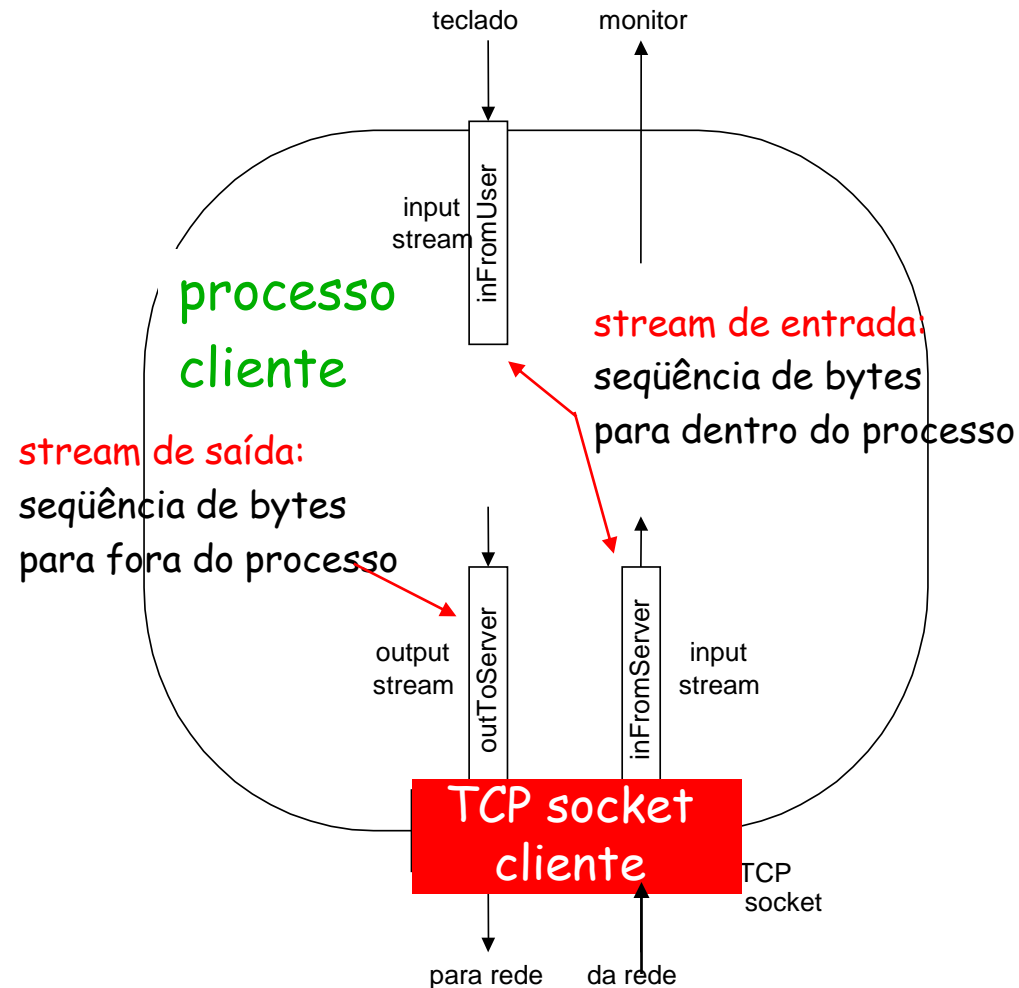 teclado
monitor
input
stream
inFromUser
processo
cliente
stream de entrada:
seqüência de bytes
para dentro do processo
stream de saída:
seqüência de bytes
para fora do processo
output
stream
outToServer
inFromServer
input
stream
TCP socket
cliente
TCP
socket
para rede
da rede